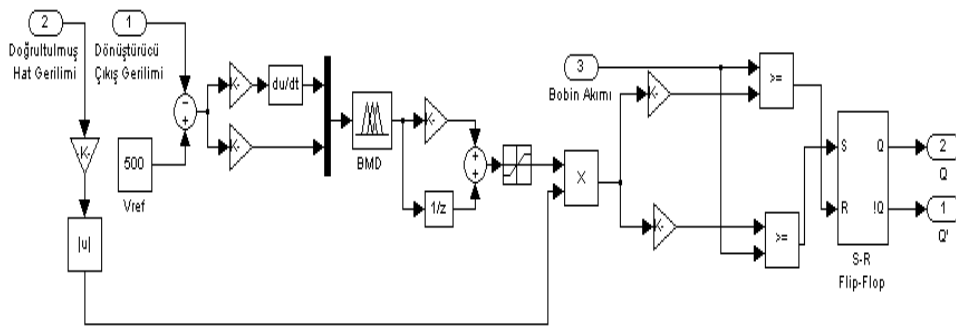 2
Doğrultulmuş
Hat Gerilimi
1
Dönüştürücü
Çıkış Gerilimi
-K-
|u|
500
Vref
−
+
K-
du/dt
K-
BMD
K-
1/z
+
+
X
3
Bobin Akımı
K-
K-
>=
>=
S
R
Q
!Q
S-R
Flip-Flop
2
Q
1
Q'